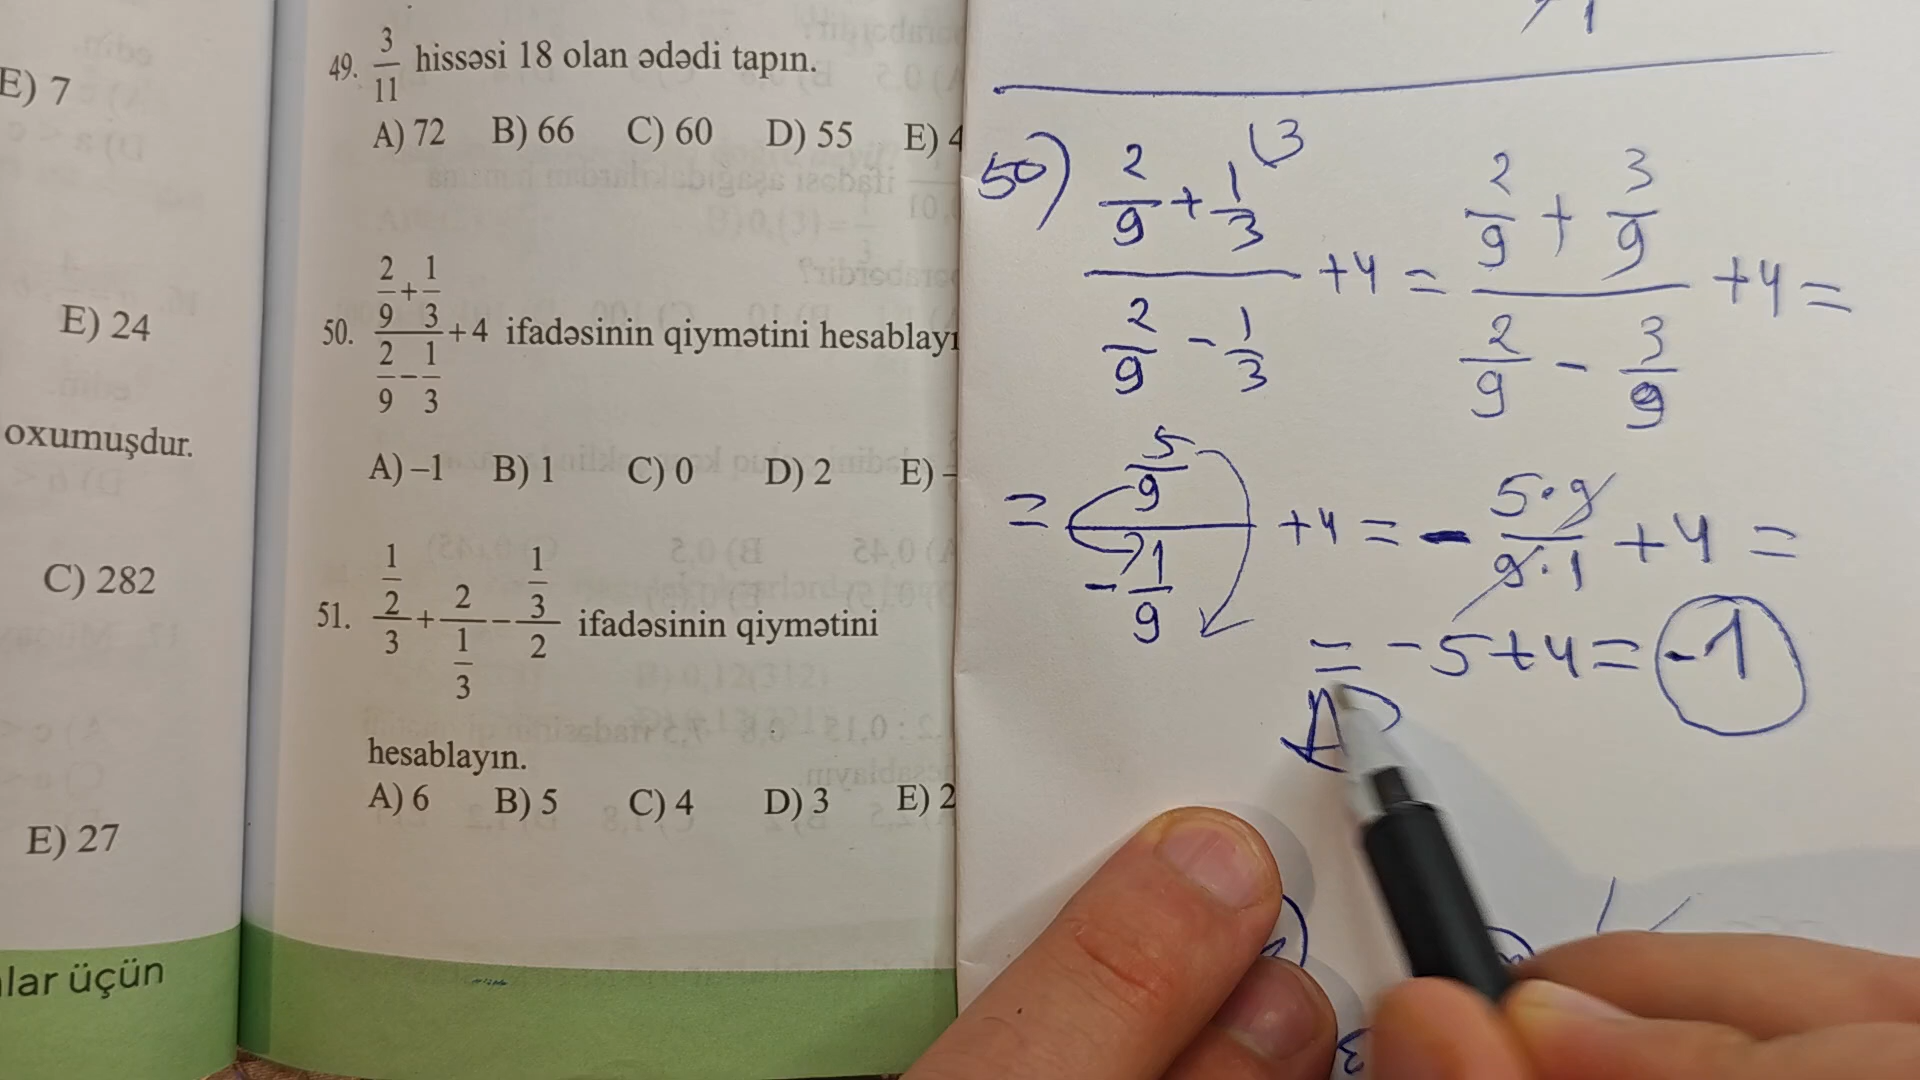 E) 7
E) 24
oxumuşdur.
C) 282
E) 27
lar üçün
49. 3/11 hissəsi 18 olan ədədi tapın.
A) 72 B) 66 C) 60 D) 55 E) 4
50. (2/9 + 1/3)/(2/9 − 1/3) + 4 ifadəsinin qiymətini hesablayı
A) −1 B) 1 C) 0 D) 2 E) −
51. (1/2)/3 + 2/(1/3) − (1/3)/2 ifadəsinin qiymətini
hesablayın.
A) 6 B) 5 C) 4 D) 3 E) 2
50) (2/9 + 1/3)/(2/9 − 1/3) + 4 = (2/9 + 3/9)/(2/9 − 3/9) + 4 =
(3
= (5/9)/(−1/9) + 4 = − (5·9)/(9·1) + 4 =
= −5 + 4 = −1
A)